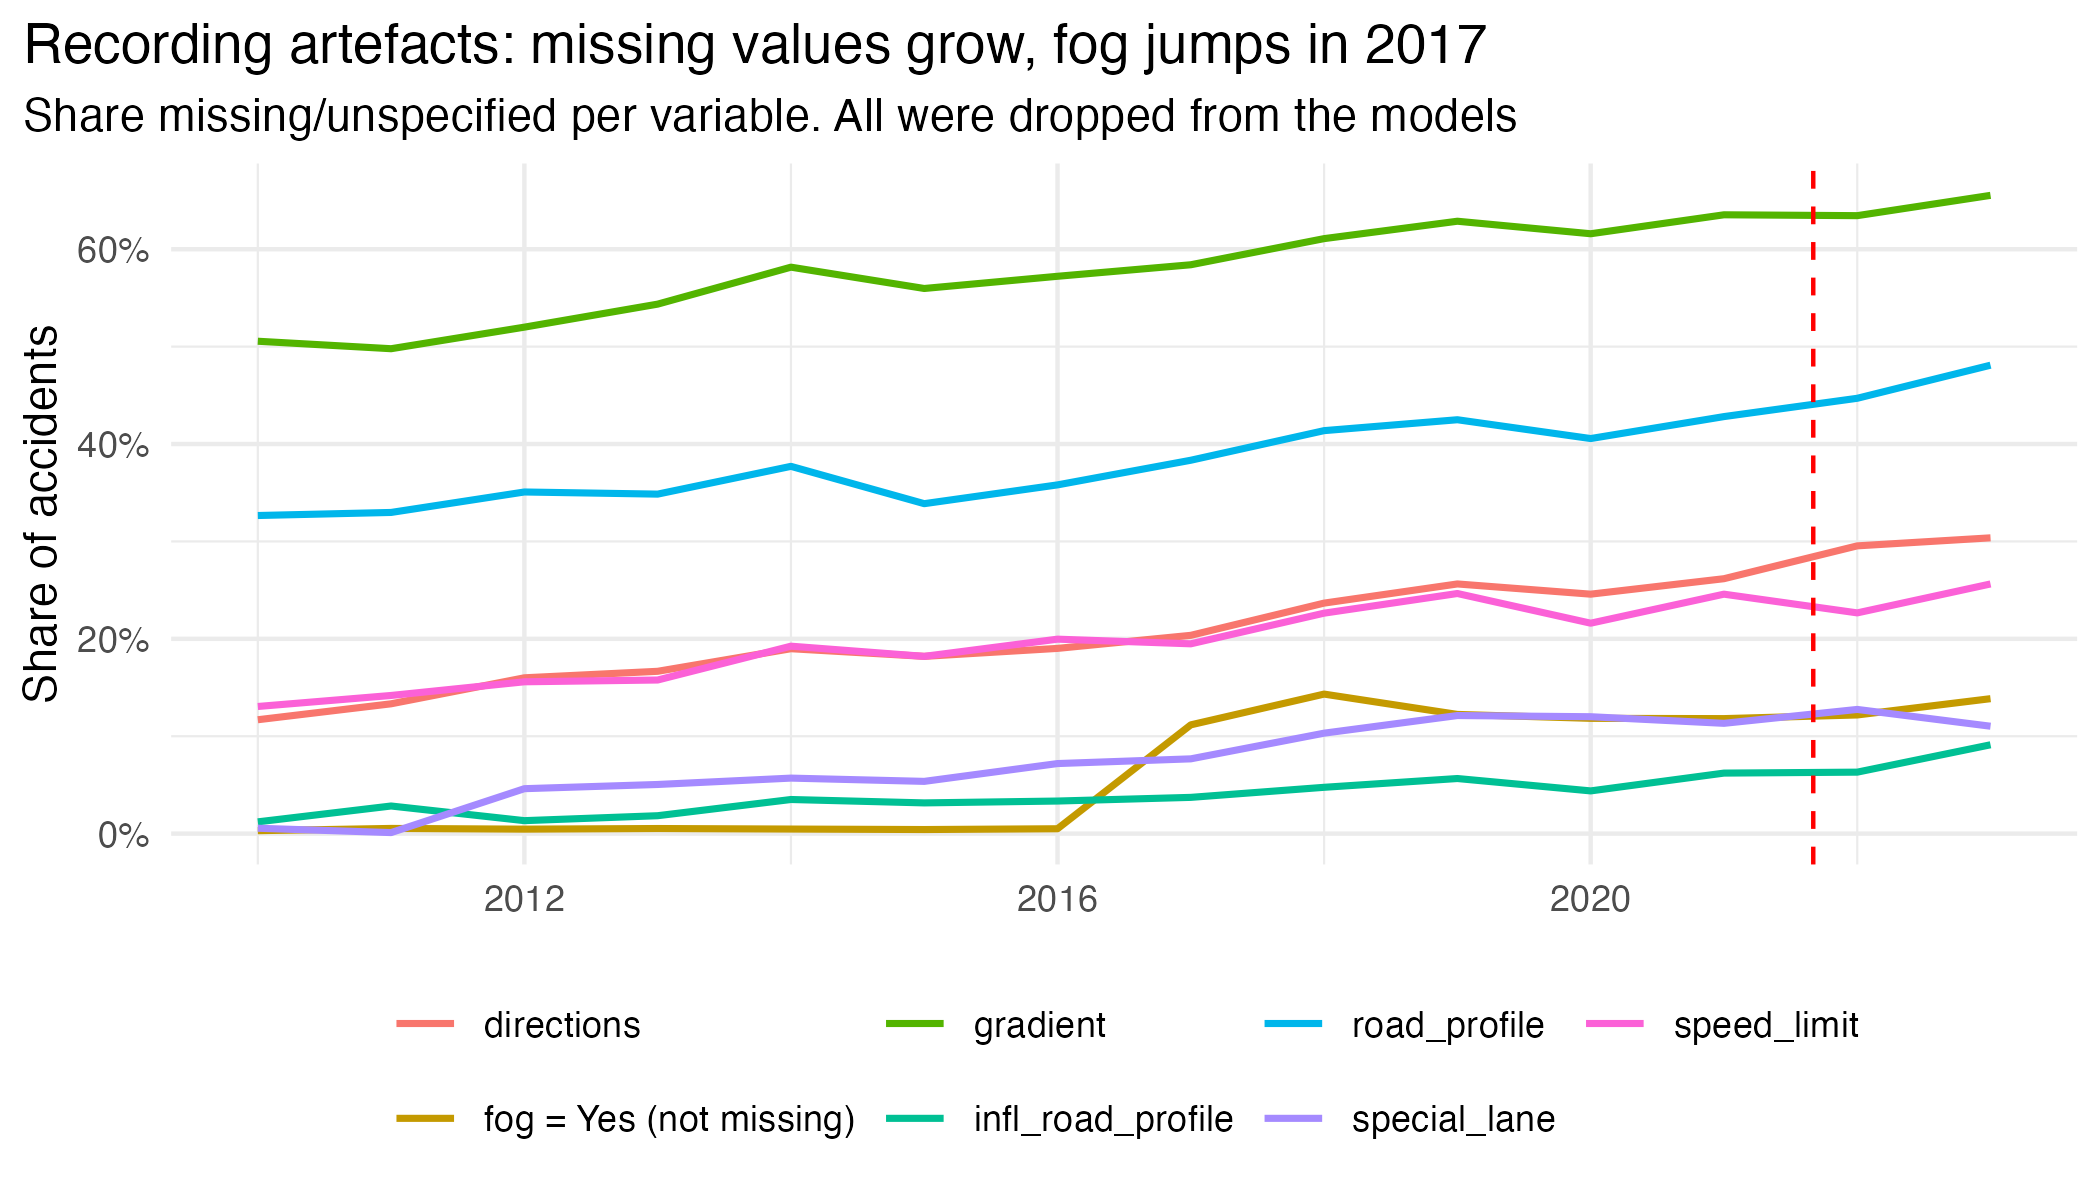 Recording artefacts: missing values grow, fog jumps in 2017
Share missing/unspecified per variable. All were dropped from the models
Share of accidents
60%
40%
20%
0%
2012 2016 2020
directions gradient road_profile speed_limit
fog = Yes (not missing) infl_road_profile special_lane